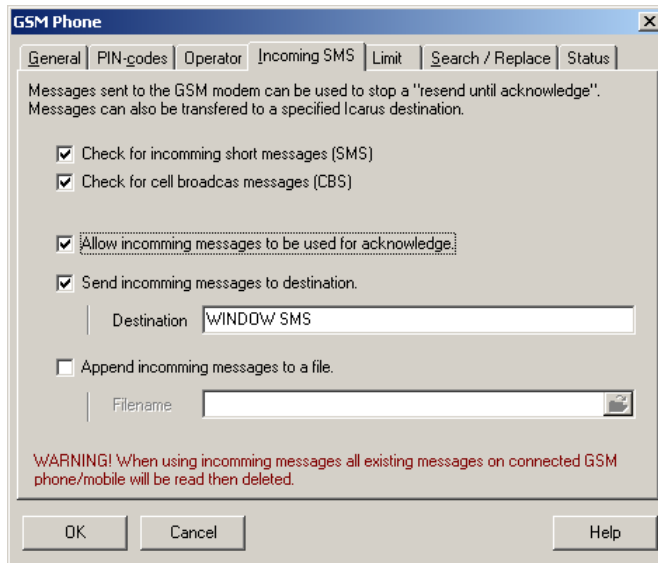 GSM Phone
General PIN-codes Operator Incoming SMS Limit Search / Replace Status
Messages sent to the GSM modem can be used to stop a "resend until acknowledge".
Messages can also be transfered to a specified Icarus destination.
Check for incomming short messages (SMS)
Check for cell broadcas messages (CBS)
Allow incomming messages to be used for acknowledge.
Send incomming messages to destination.
Destination WINDOW SMS
Append incomming messages to a file.
Filename
WARNING! When using incomming messages all existing messages on connected GSM
phone/mobile will be read then deleted.
OK Cancel Help